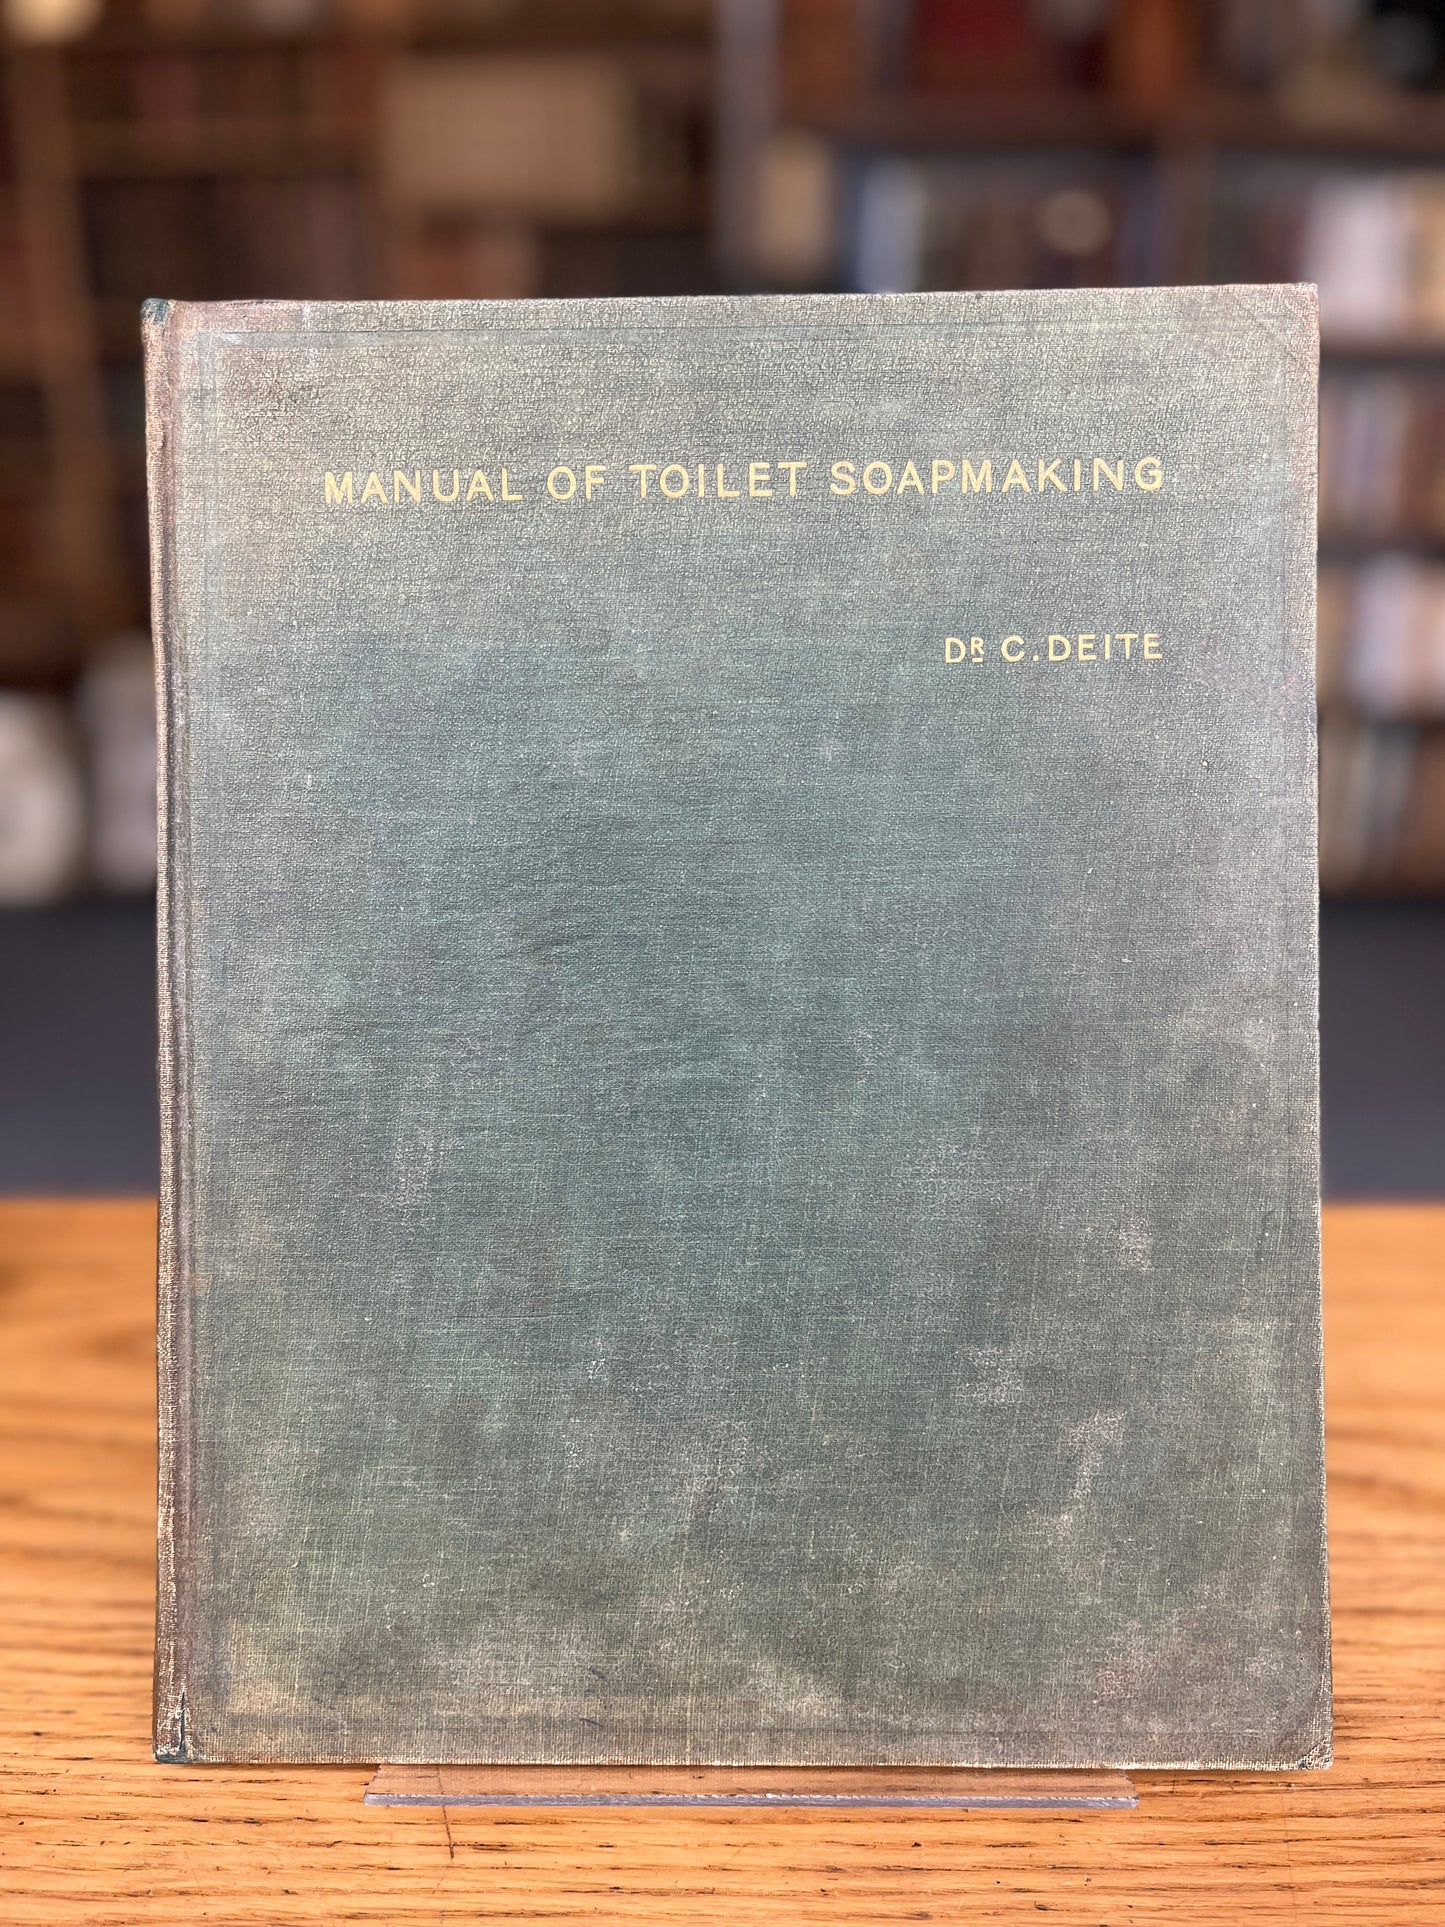 MANUAL OF TOILET SOAPMAKING
DR C. DEITE